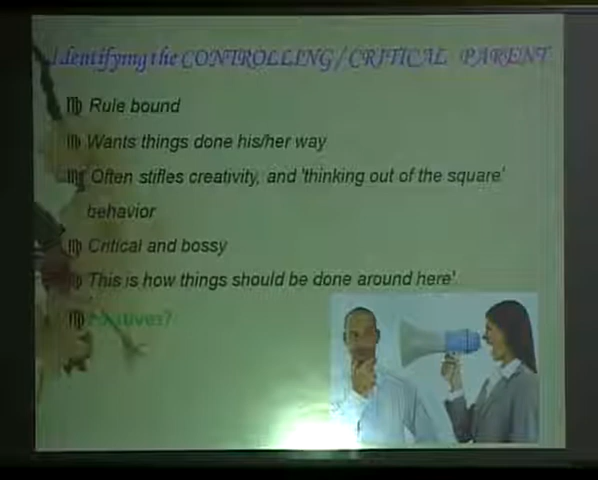 Identifying the CONTROLLING/CRITICAL PARENT
Rule bound
Wants things done his/her way
Often stifles creativity, and 'thinking out of the square'
behavior
Critical and bossy
This is how things should be done around here'
Positives?